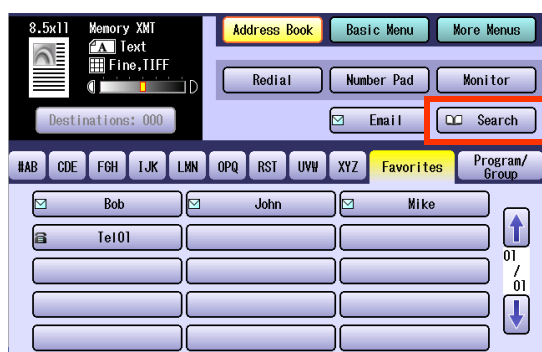 8.5x11 Memory XMT
A Text
Fine,TIFF
D
Destinations: 000
Address Book
Basic Menu
More Menus
Redial
Number Pad
Monitor
Email
Search
#AB
CDE
FGH
IJK
LMN
OPQ
RST
UVW
XYZ
Favorites
Program/
Group
Bob
John
Mike
Tel01
01
/
01